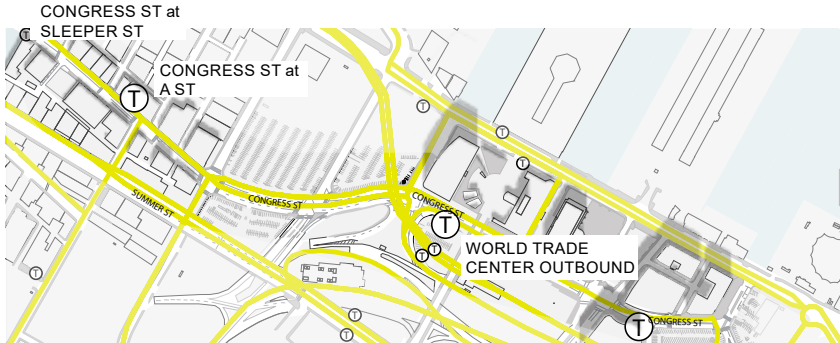 CONGRESS ST at
SLEEPER ST
T
CONGRESS ST at
A ST
T
T
T
T
SUMMER ST
CONGRESS ST
CONGRESS ST
T
WORLD TRADE
CENTER OUTBOUND
T
T
T
T
CONGRESS ST
T
T